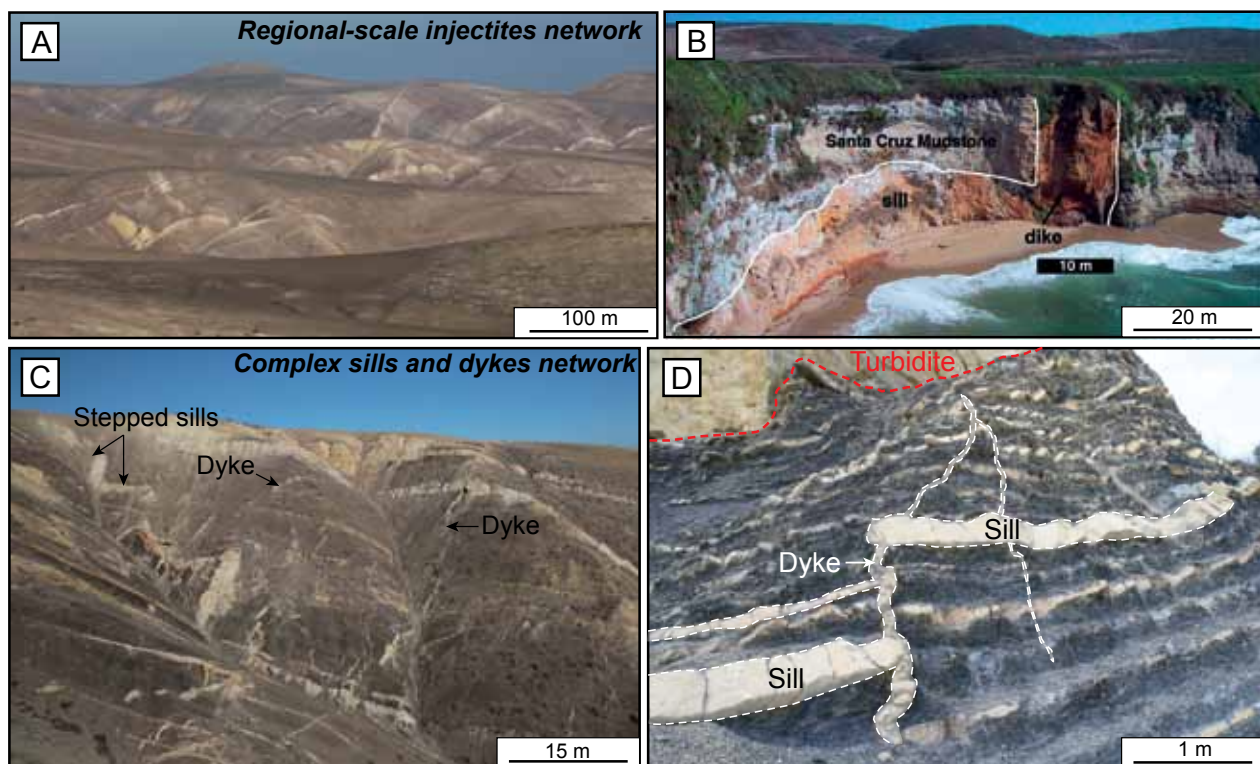 A
Regional-scale injectites network
100 m
B
Santa Cruz Mudstone
sill
dike
10 m
20 m
C
Complex sills and dykes network
Stepped sills
Dyke
Dyke
15 m
D
Turbidite
Sill
Dyke
Sill
1 m